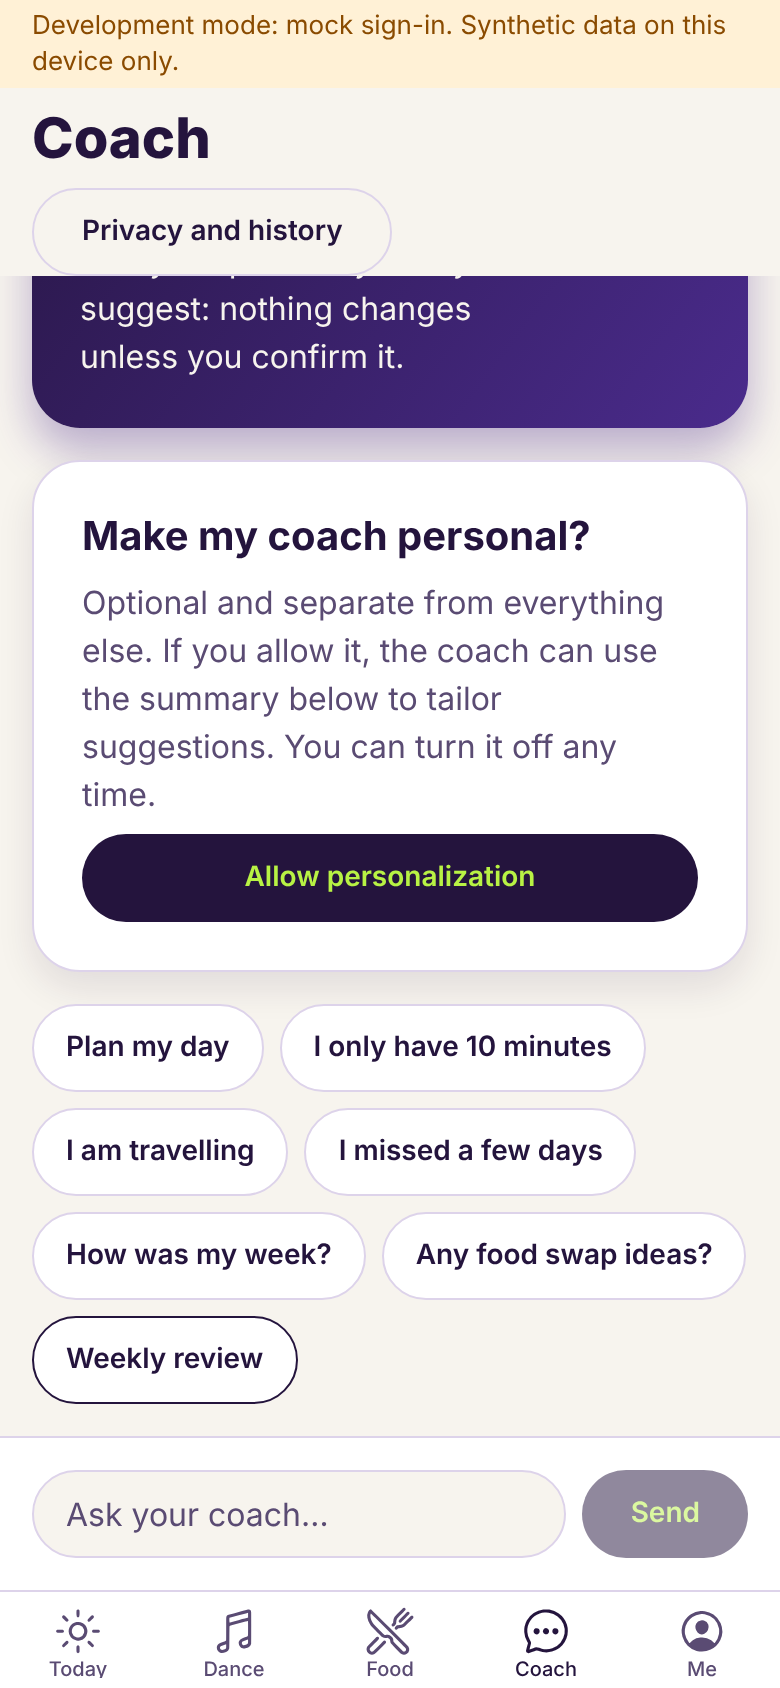 Development mode: mock sign-in. Synthetic data on this
device only.
Coach
Privacy and history
suggest: nothing changes
unless you confirm it.
Make my coach personal?
Optional and separate from everything
else. If you allow it, the coach can use
the summary below to tailor
suggestions. You can turn it off any
time.
Allow personalization
Plan my day
I only have 10 minutes
I am travelling
I missed a few days
How was my week?
Any food swap ideas?
Weekly review
Ask your coach...
Send
Today
Dance
Food
Coach
Me